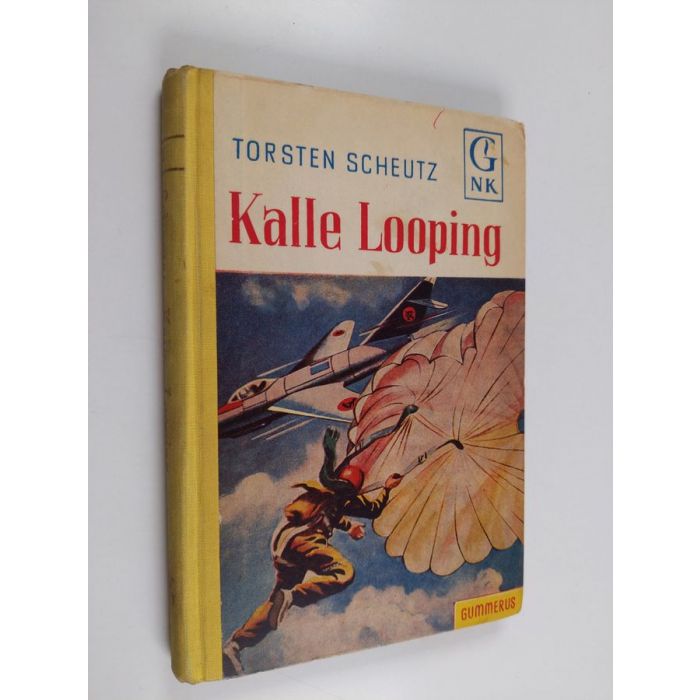 TORSTEN SCHEUTZ
G
NK
Kalle Looping
GUMMERUS